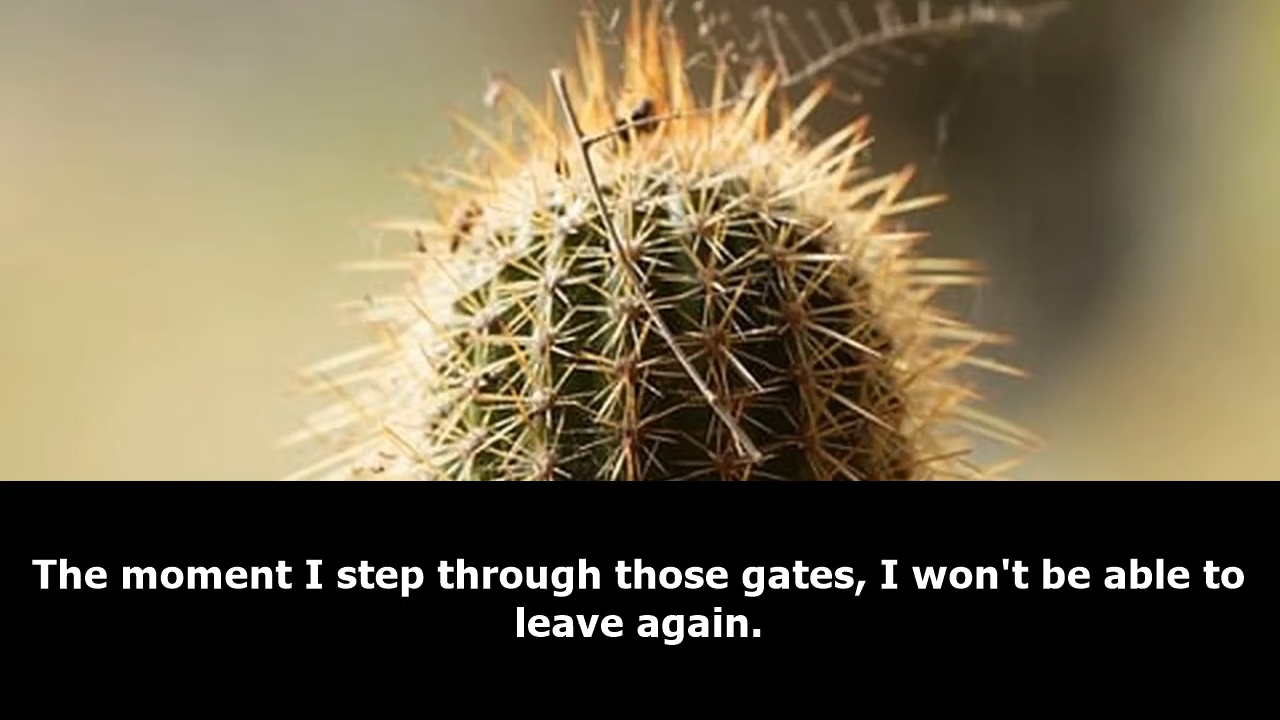 The moment I step through those gates, I won't be able to
leave again.